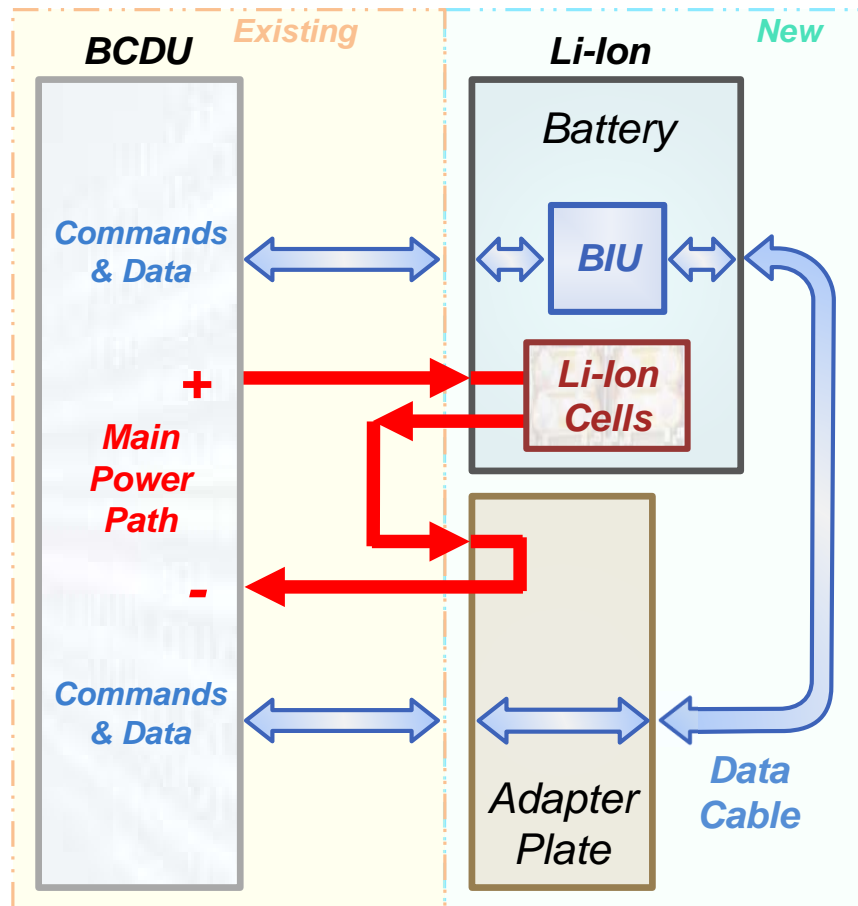 Existing
New
BCDU
Li-Ion
Battery
Commands
& Data
BIU
+
Main
Power
Path
-
Li-Ion
Cells
Commands
& Data
Adapter
Plate
Data
Cable